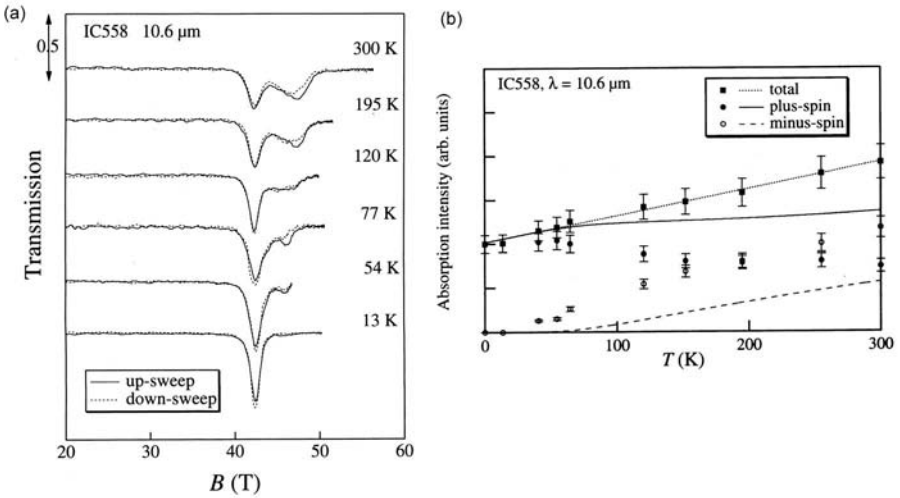 (a)
IC558 10.6 μm
0.5
300 K
195 K
120 K
77 K
54 K
13 K
Transmission
up-sweep
down-sweep
20 30 40 50 60
B (T)
(b)
IC558, λ = 10.6 μm
total
plus-spin
minus-spin
Absorption intensity (arb. units)
0 100 200 300
T (K)